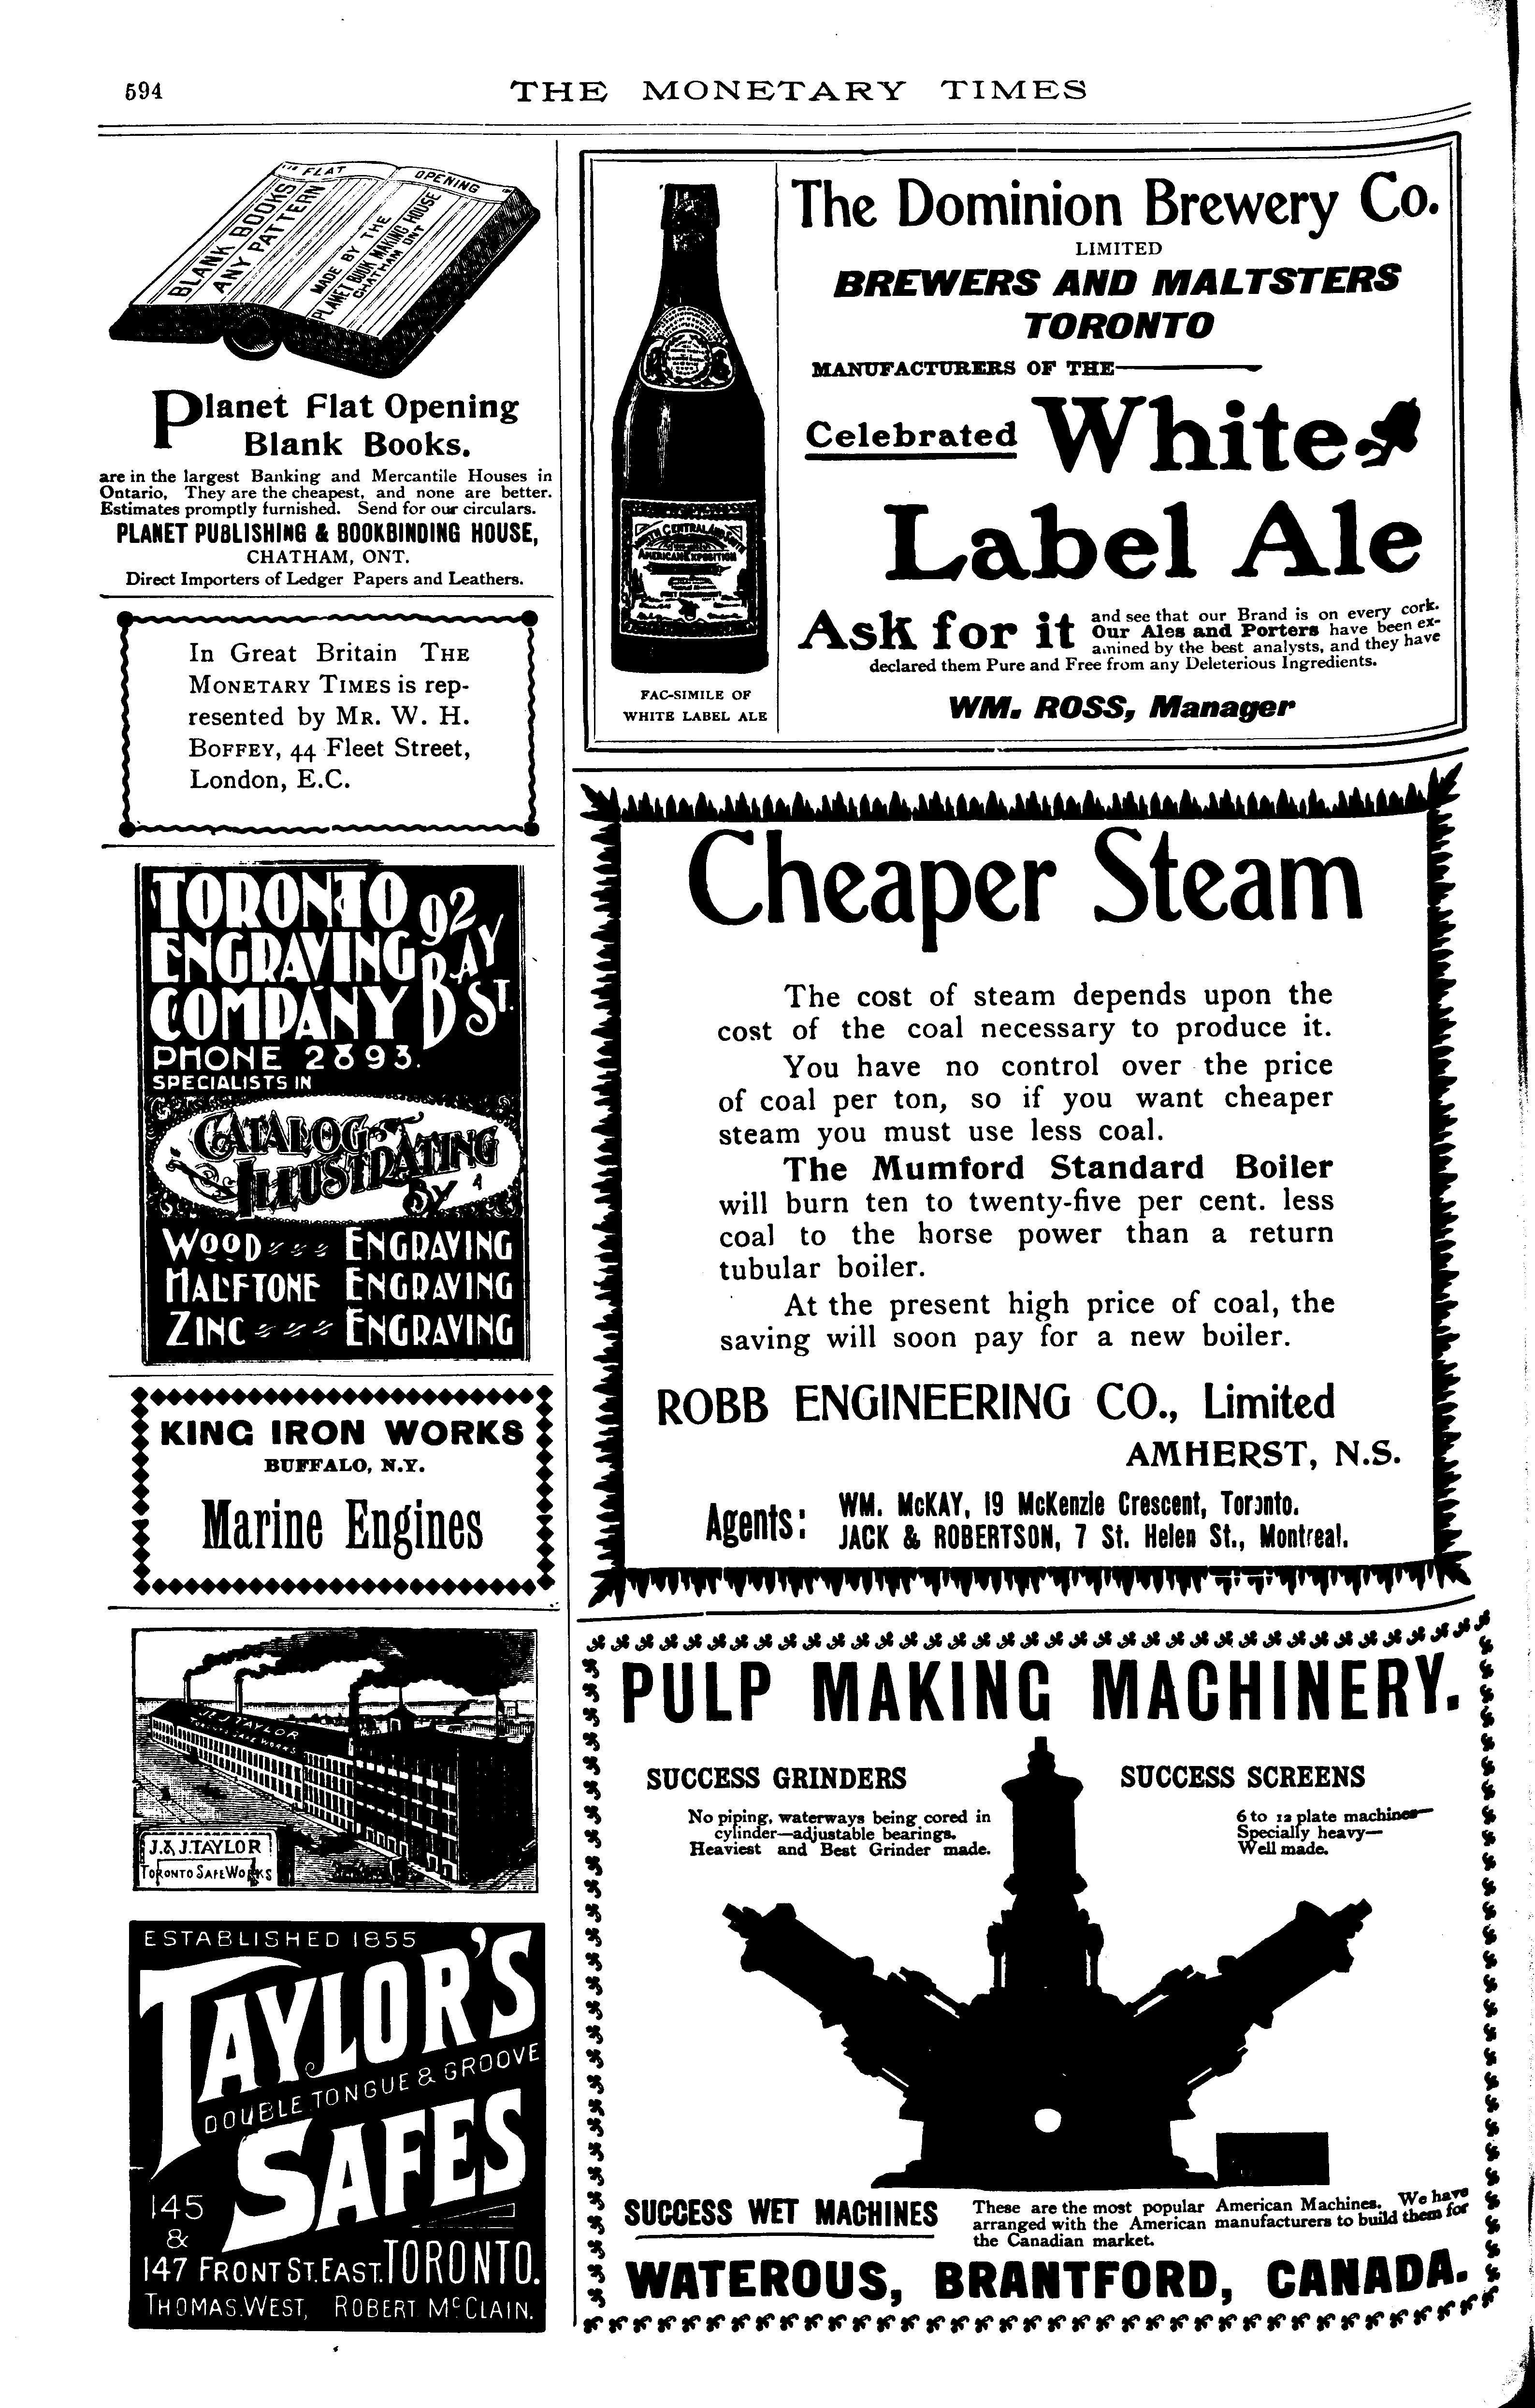 594
THE MONETARY TIMES
FLAT OPENING
BLANK BOOKS
ANY PATTERN
MADE BY THE
PLANET BOOK MAKING HOUSE
CHATHAM ONT
Planet Flat Opening
Blank Books.
are in the largest Banking and Mercantile Houses in
Ontario, They are the cheapest, and none are better.
Estimates promptly furnished. Send for our circulars.
PLANET PUBLISHING & BOOKBINDING HOUSE,
CHATHAM, ONT.
Direct Importers of Ledger Papers and Leathers.
In Great Britain THE
MONETARY TIMES is rep-
resented by MR. W. H.
BOFFEY, 44 Fleet Street,
London, E.C.
TORONTO 92
ENGRAVING BAY
COMPANY ST.
PHONE 2893.
SPECIALISTS IN
CATALOG
ILLUSTRATING
BY
WOOD ENGRAVING
HALFTONE ENGRAVING
ZINC ENGRAVING
KING IRON WORKS
BUFFALO, N.Y.
Marine Engines
J. & J. TAYLOR
TORONTO SAFE WORKS
J. & J. TAYLOR
TORONTO SAFE WORKS
ESTABLISHED 1855
TAYLOR'S
DOUBLE TONGUE & GROOVE
SAFES
145
&
147 FRONT ST. EAST. TORONTO.
THOMAS. WEST, ROBERT McCLAIN.
The Dominion Brewery Co.
LIMITED
BREWERS AND MALTSTERS
TORONTO
MANUFACTURERS OF THE
Celebrated White
Label Ale
Ask for it and see that our Brand is on every cork.
Our Ales and Porters have been ex-
amined by the best analysts, and they have
declared them Pure and Free from any Deleterious Ingredients.
WM. ROSS, Manager
NORTH CENTRAL AND SOUTH
AMERICAN EXPOSITION
FAC-SIMILE OF
WHITE LABEL ALE
Cheaper Steam
The cost of steam depends upon the
cost of the coal necessary to produce it.
You have no control over the price
of coal per ton, so if you want cheaper
steam you must use less coal.
The Mumford Standard Boiler
will burn ten to twenty-five per cent. less
coal to the horse power than a return
tubular boiler.
At the present high price of coal, the
saving will soon pay for a new boiler.
ROBB ENGINEERING CO., Limited
AMHERST, N.S.
Agents: WM. McKAY, 19 McKenzie Crescent, Toronto.
JACK & ROBERTSON, 7 St. Helen St., Montreal.
PULP MAKING MACHINERY.
SUCCESS GRINDERS
No piping, waterways being cored in
cylinder—adjustable bearings.
Heaviest and Best Grinder made.
SUCCESS SCREENS
6 to 12 plate machines—
Specially heavy—
Well made.
SUCCESS WET MACHINES
These are the most popular American Machines. We have
arranged with the American manufacturers to build them for
the Canadian market.
WATEROUS, BRANTFORD, CANADA.